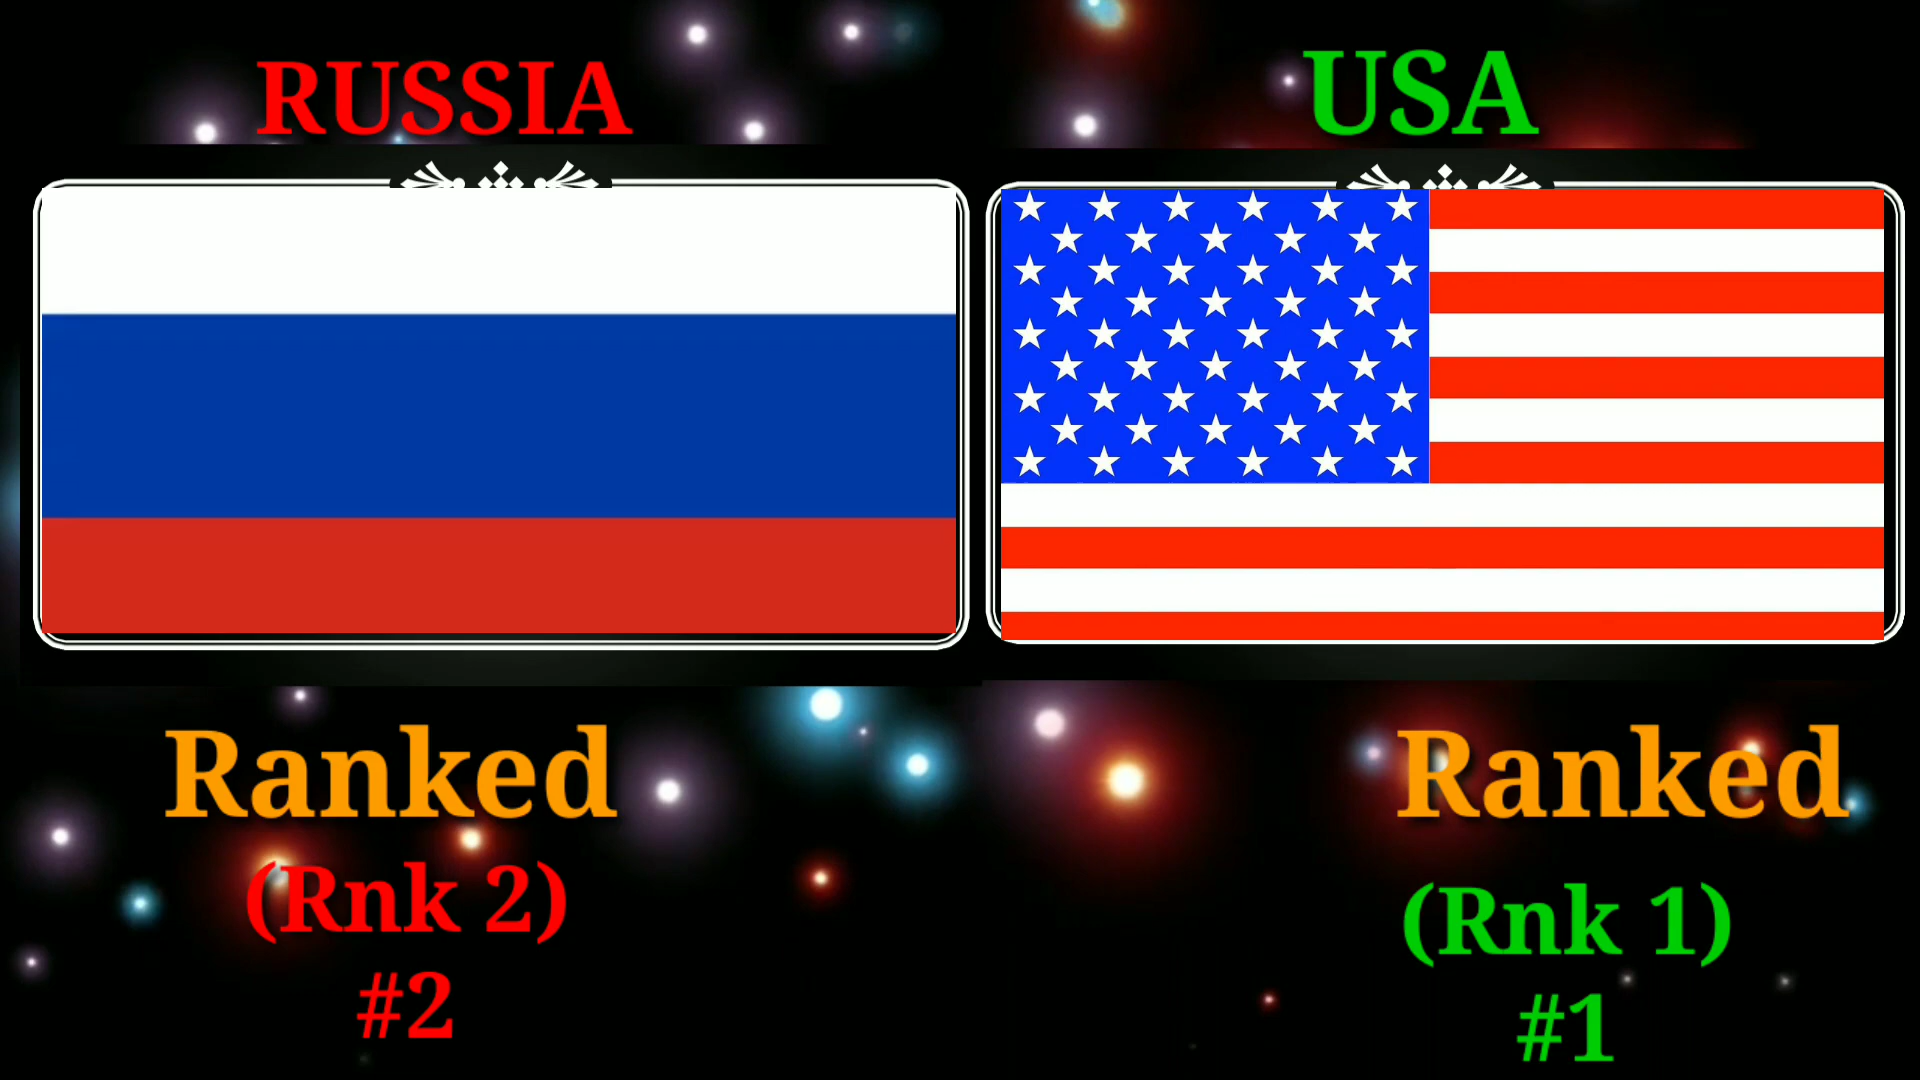 RUSSIA
USA
Ranked
(Rnk 2)
#2
Ranked
(Rnk 1)
#1